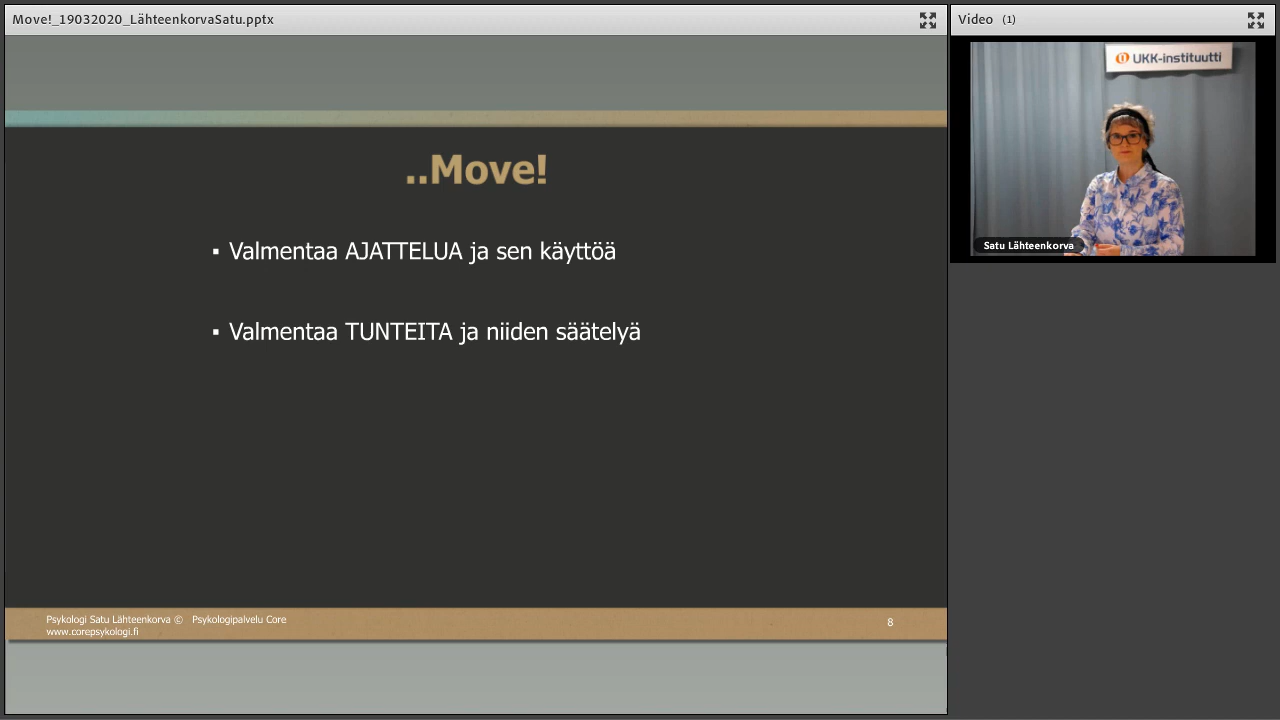 Move!_19032020_LähteenkorvaSatu.pptx
Video (1)
UKK-instituutti
Satu Lähteenkorva
..Move!
▪ Valmentaa AJATTELUA ja sen käyttöä
▪ Valmentaa TUNTEITA ja niiden säätelyä
Psykologi Satu Lähteenkorva © Psykologipalvelu Core
www.corepsykologi.fi
8